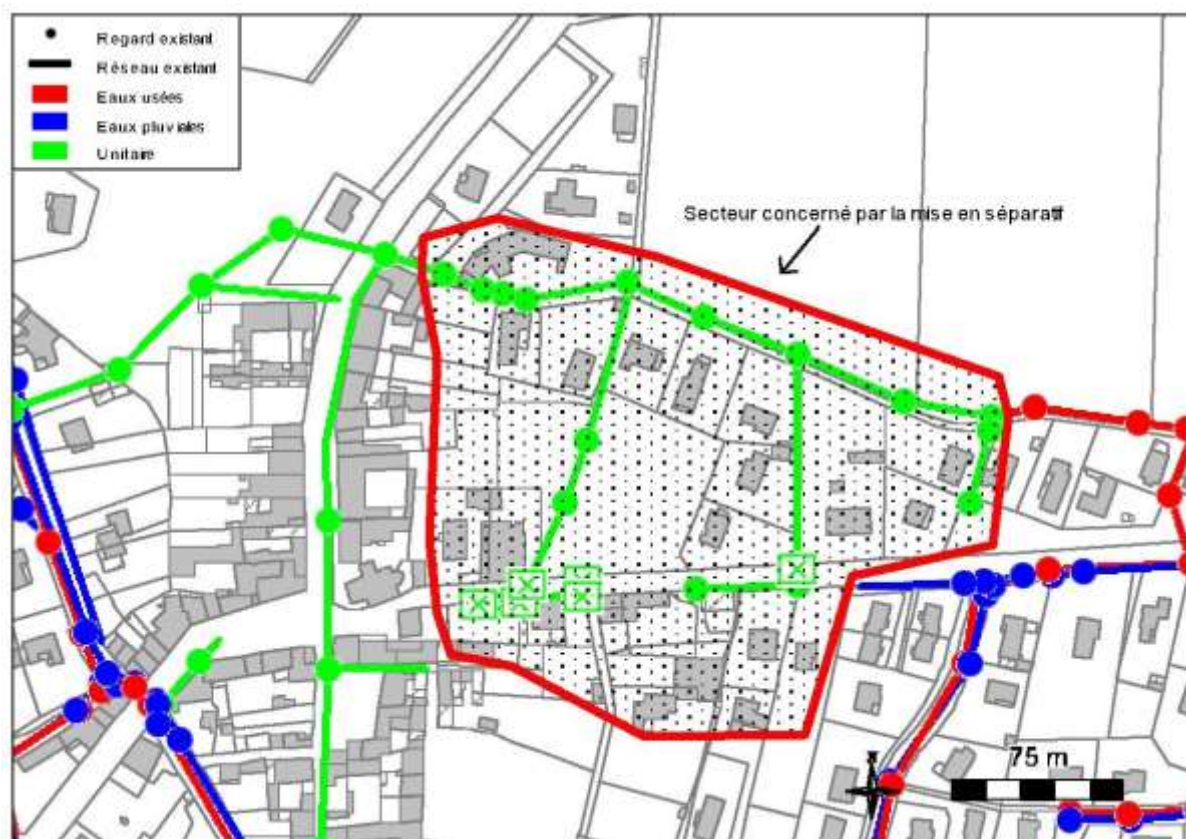 Regard existant
Réseau existant
Eaux usées
Eaux pluviales
Unitaire
Secteur concerné par la mise en séparatif
75 m